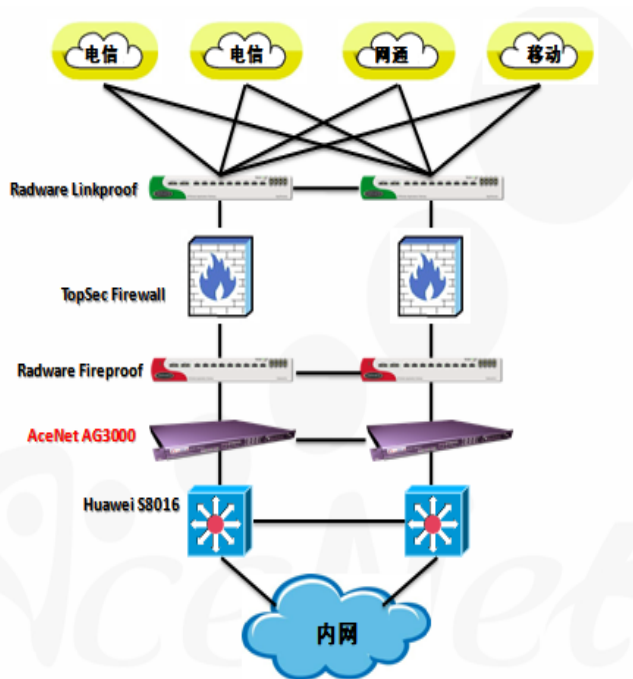 电信
电信
网通
移动
Radware Linkproof
TopSec Firewall
Radware Fireproof
AceNet AG3000
Huawei S8016
内网
AceNet